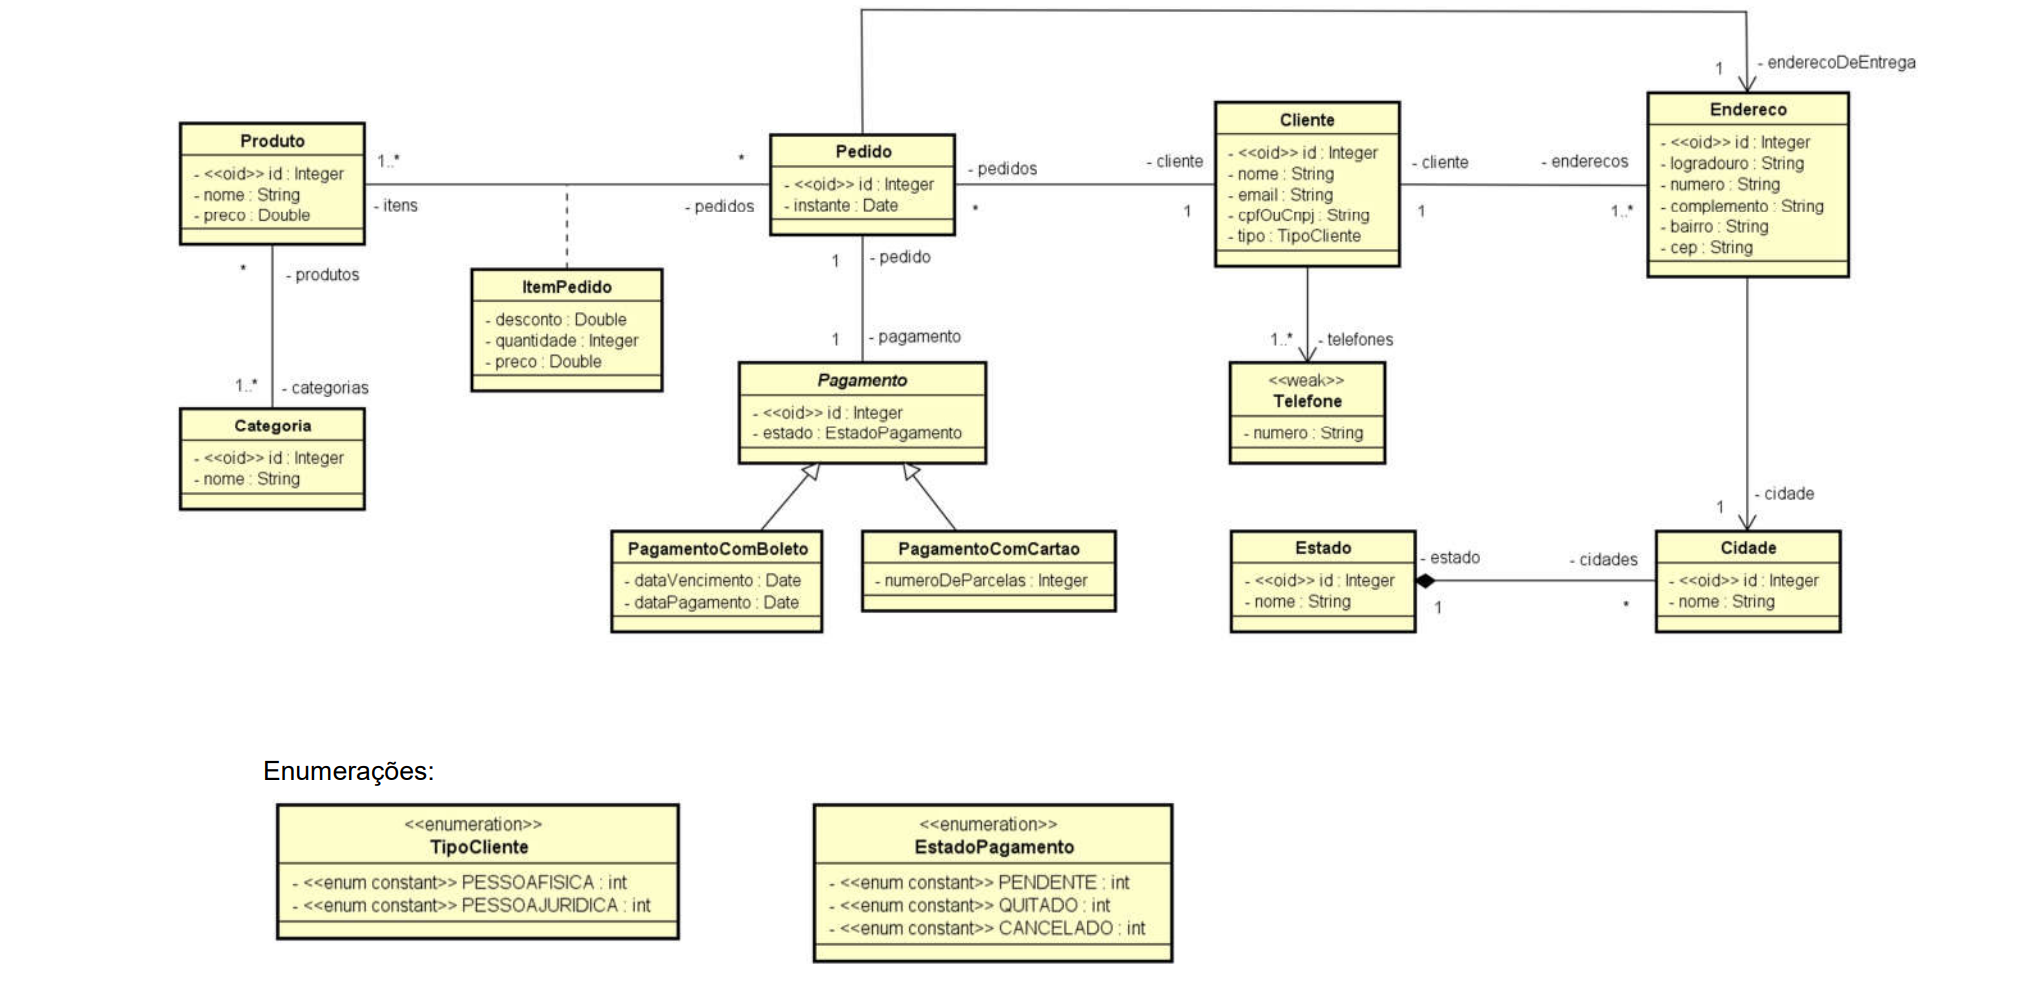 1
- enderecoDeEntrega
Produto
- <<oid>> id : Integer
- nome : String
- preco : Double
1..*
- itens
*
- pedidos
Pedido
- <<oid>> id : Integer
- instante : Date
- pedidos
*
- cliente
1
Cliente
- <<oid>> id : Integer
- nome : String
- email : String
- cpfOuCnpj : String
- tipo : TipoCliente
- cliente
1
- enderecos
1..*
Endereco
- <<oid>> id : Integer
- logradouro : String
- numero : String
- complemento : String
- bairro : String
- cep : String
*
- produtos
1..*
- categorias
Categoria
- <<oid>> id : Integer
- nome : String
ItemPedido
- desconto : Double
- quantidade : Integer
- preco : Double
1
- pedido
1
- pagamento
Pagamento
- <<oid>> id : Integer
- estado : EstadoPagamento
1..*
- telefones
<<weak>>
Telefone
- numero : String
PagamentoComBoleto
- dataVencimento : Date
- dataPagamento : Date
PagamentoComCartao
- numeroDeParcelas : Integer
1
- cidade
Estado
- <<oid>> id : Integer
- nome : String
- estado
1
- cidades
*
Cidade
- <<oid>> id : Integer
- nome : String
Enumerações:
<<enumeration>>
TipoCliente
- <<enum constant>> PESSOAFISICA : int
- <<enum constant>> PESSOAJURIDICA : int
<<enumeration>>
EstadoPagamento
- <<enum constant>> PENDENTE : int
- <<enum constant>> QUITADO : int
- <<enum constant>> CANCELADO : int